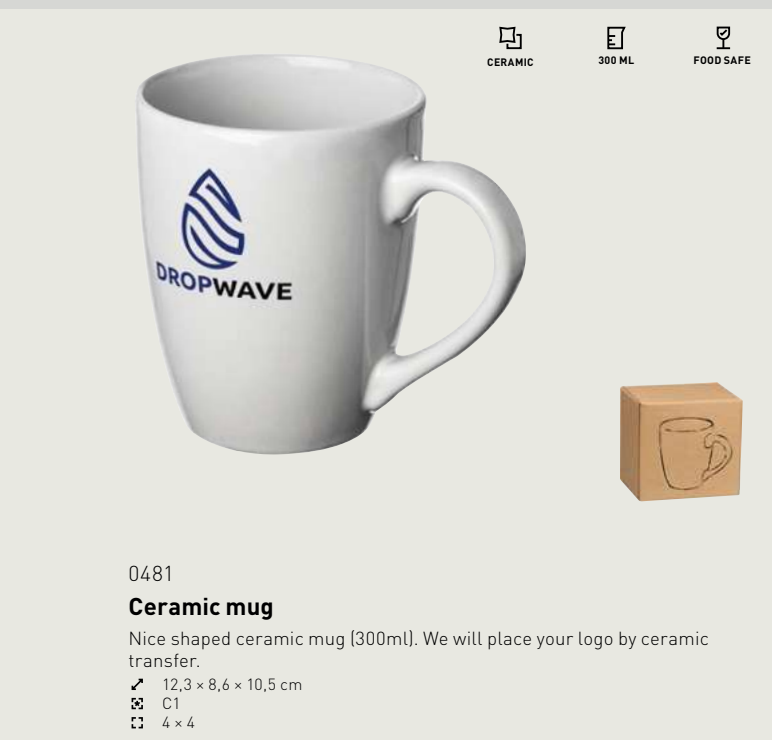 CERAMIC
300 ML
FOOD SAFE
DROPWAVE
0481
Ceramic mug
Nice shaped ceramic mug (300ml). We will place your logo by ceramic
transfer.
12,3 × 8,6 × 10,5 cm
C1
4 × 4